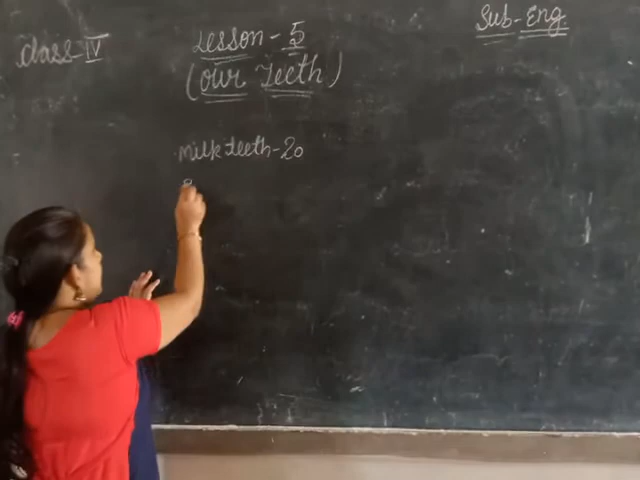 Sub-Eng.
Class-IV
Lesson-5
(Our Teeth)
Milk teeth-20